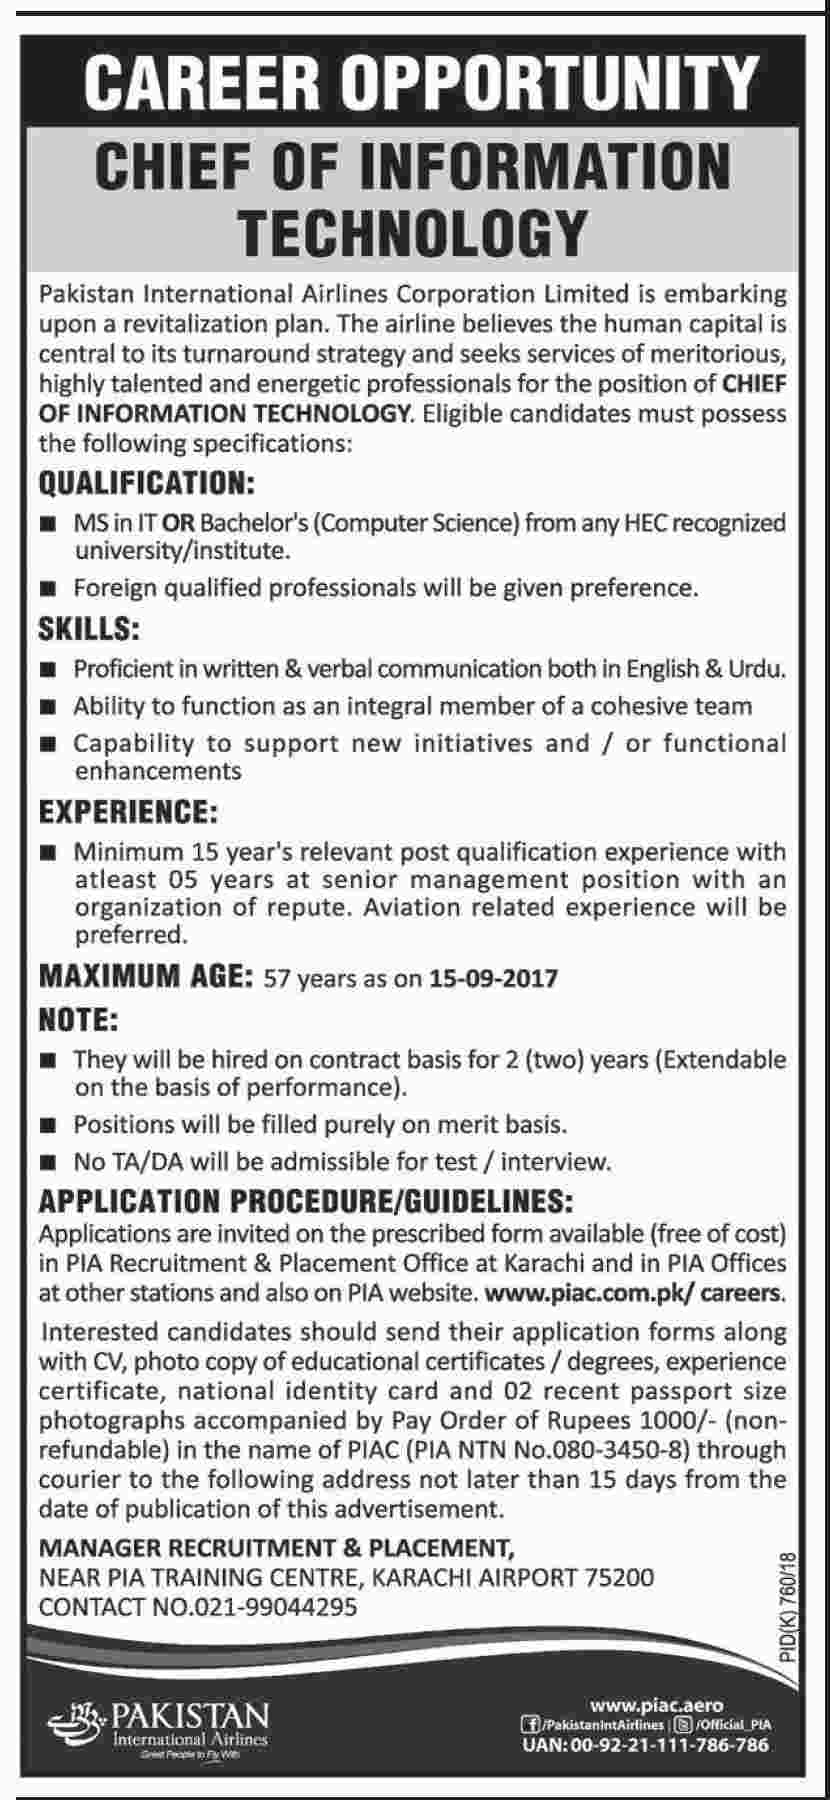 CAREER OPPORTUNITY
CHIEF OF INFORMATION
TECHNOLOGY
Pakistan International Airlines Corporation Limited is embarking
upon a revitalization plan. The airline believes the human capital is
central to its turnaround strategy and seeks services of meritorious,
highly talented and energetic professionals for the position of CHIEF
OF INFORMATION TECHNOLOGY. Eligible candidates must possess
the following specifications:
QUALIFICATION:
■ MS in IT OR Bachelor's (Computer Science) from any HEC recognized
university/institute.
■ Foreign qualified professionals will be given preference.
SKILLS:
■ Proficient in written & verbal communication both in English & Urdu.
■ Ability to function as an integral member of a cohesive team
■ Capability to support new initiatives and / or functional
enhancements
EXPERIENCE:
■ Minimum 15 year's relevant post qualification experience with
atleast 05 years at senior management position with an
organization of repute. Aviation related experience will be
preferred.
MAXIMUM AGE: 57 years as on 15-09-2017
NOTE:
■ They will be hired on contract basis for 2 (two) years (Extendable
on the basis of performance).
■ Positions will be filled purely on merit basis.
■ No TA/DA will be admissible for test / interview.
APPLICATION PROCEDURE/GUIDELINES:
Applications are invited on the prescribed form available (free of cost)
in PIA Recruitment & Placement Office at Karachi and in PIA Offices
at other stations and also on PIA website. www.piac.com.pk/ careers.
Interested candidates should send their application forms along
with CV, photo copy of educational certificates / degrees, experience
certificate, national identity card and 02 recent passport size
photographs accompanied by Pay Order of Rupees 1000/- (non-
refundable) in the name of PIAC (PIA NTN No.080-3450-8) through
courier to the following address not later than 15 days from the
date of publication of this advertisement.
MANAGER RECRUITMENT & PLACEMENT,
NEAR PIA TRAINING CENTRE, KARACHI AIRPORT 75200
CONTACT NO.021-99044295
PID(K) 760/18
PAKISTAN
International Airlines
Great People to Fly With
www.piac.aero
f/PakistanIntAirlines | /Official_PIA
UAN: 00-92-21-111-786-786